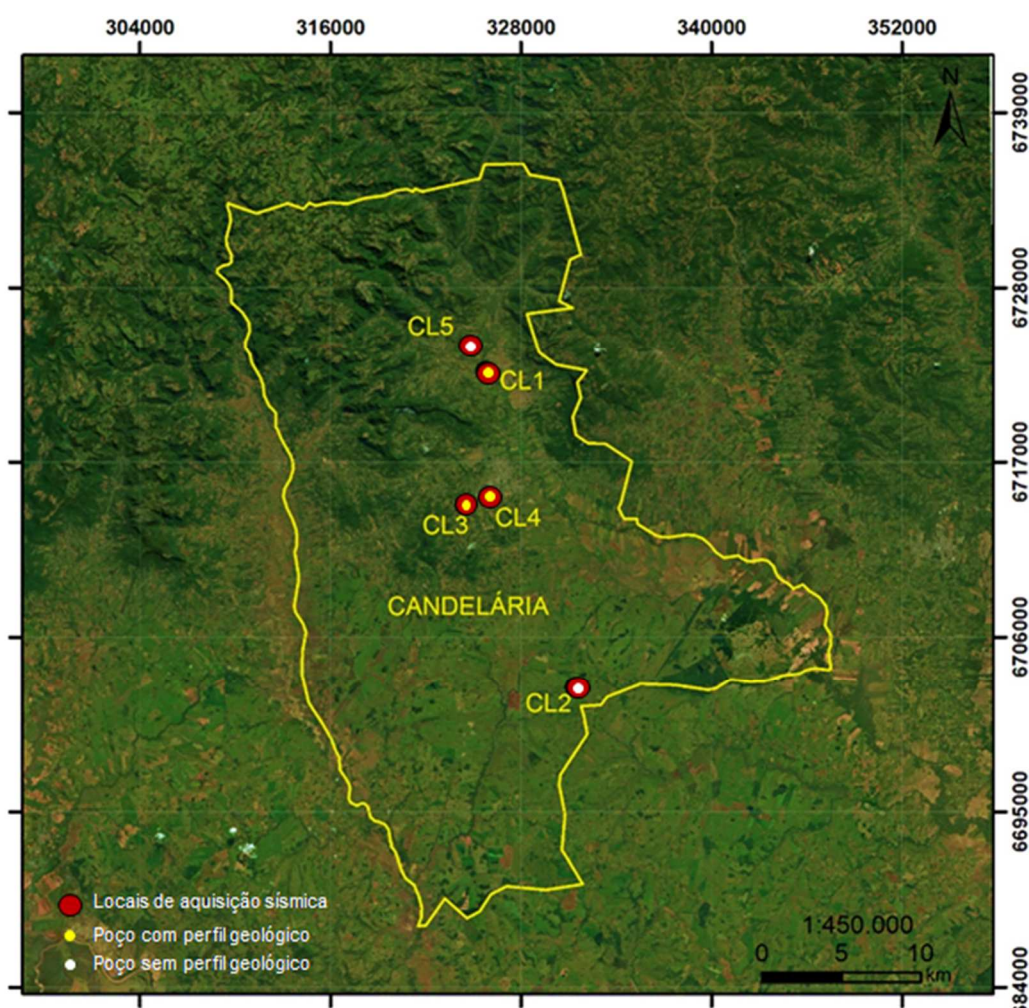 304000 316000 328000 340000 352000
N
6739000
6728000
CL5
CL1
6717000
CL3 CL4
CANDELÁRIA
6706000
CL2
6695000
Locais de aquisição sísmica
Poço com perfil geológico
Poço sem perfil geológico
1:450.000
0 5 10
km